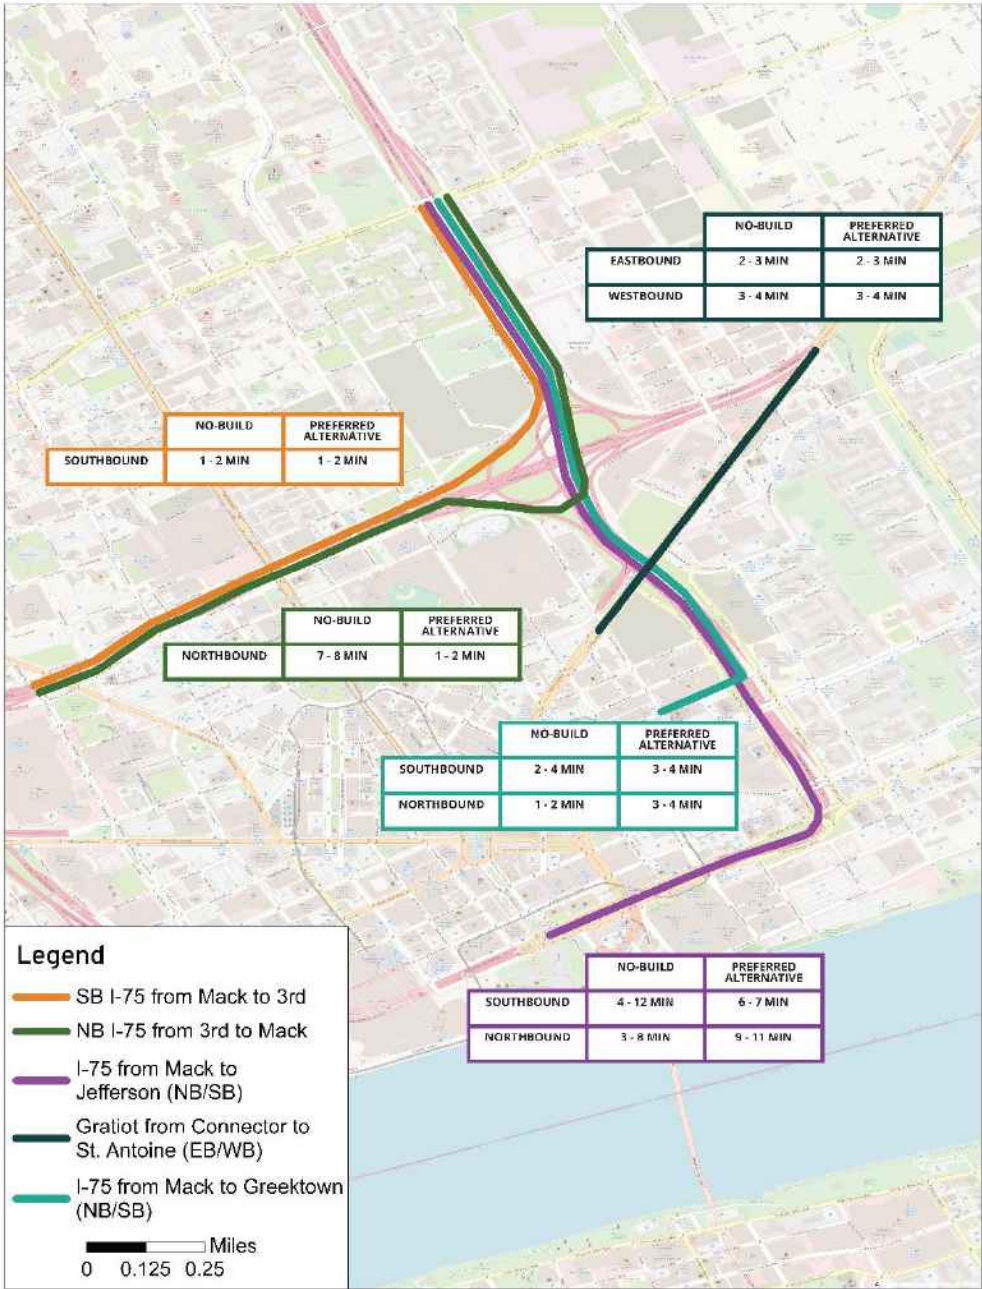 NO-BUILD PREFERRED
ALTERNATIVE
EASTBOUND 2 - 3 MIN 2 - 3 MIN
WESTBOUND 3 - 4 MIN 3 - 4 MIN
NO-BUILD PREFERRED
ALTERNATIVE
SOUTHBOUND 1 - 2 MIN 1 - 2 MIN
NO-BUILD PREFERRED
ALTERNATIVE
NORTHBOUND 7 - 8 MIN 1 - 2 MIN
NO-BUILD PREFERRED
ALTERNATIVE
SOUTHBOUND 2 - 4 MIN 3 - 4 MIN
NORTHBOUND 1 - 2 MIN 3 - 4 MIN
NO-BUILD PREFERRED
ALTERNATIVE
SOUTHBOUND 4 - 12 MIN 6 - 7 MIN
NORTHBOUND 3 - 8 MIN 9 - 11 MIN
Legend
SB I-75 from Mack to 3rd
NB I-75 from 3rd to Mack
I-75 from Mack to
Jefferson (NB/SB)
Gratiot from Connector to
St. Antoine (EB/WB)
I-75 from Mack to Greektown
(NB/SB)
Miles
0 0.125 0.25